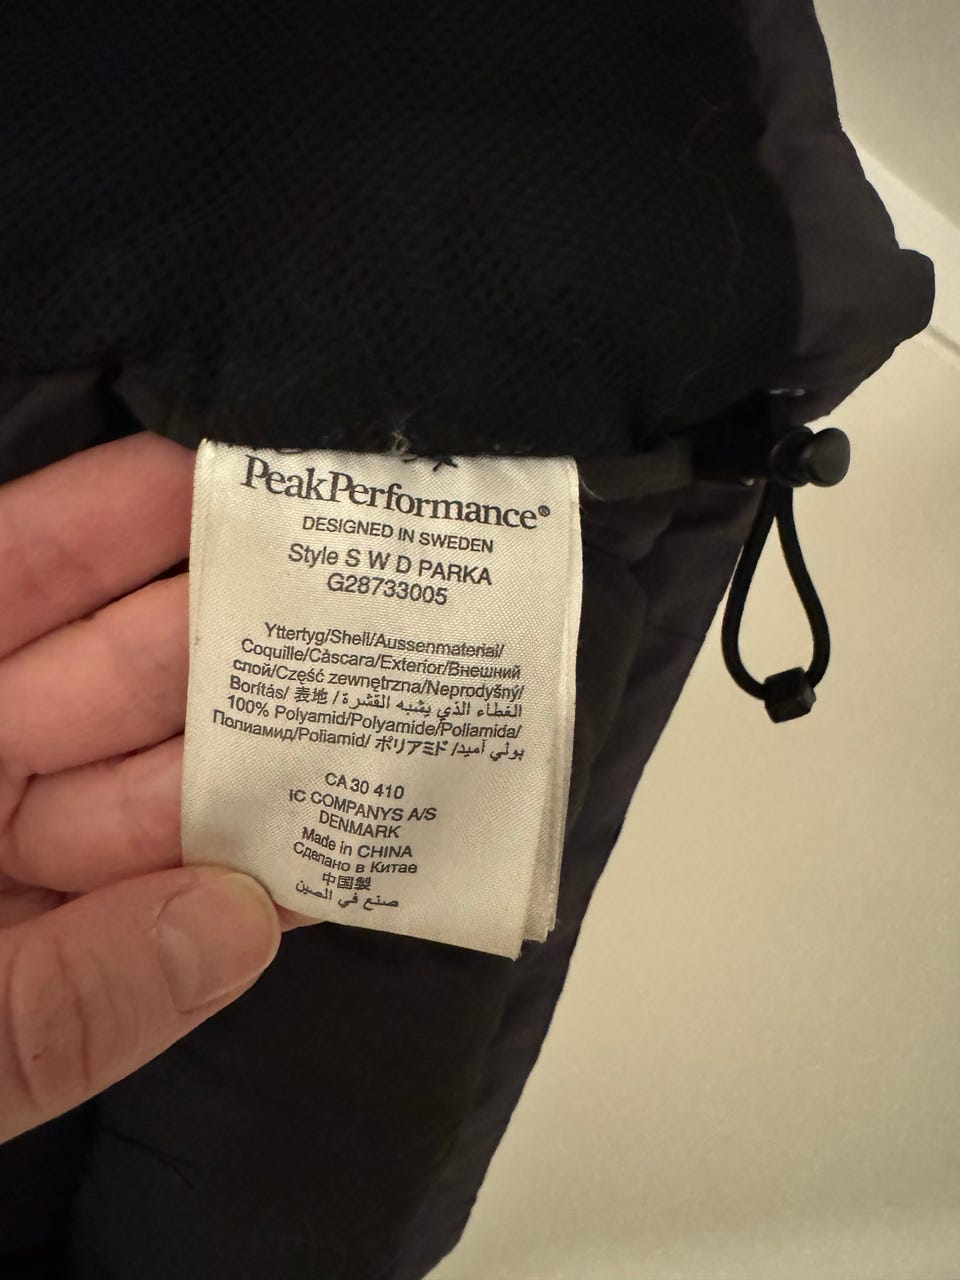 PeakPerformance®
DESIGNED IN SWEDEN
Style S W D PARKA
G28733005
Yttertyg/Shell/Aussenmaterial/
Coquille/Càscara/Exterior/Внешний
слой/Część zewnętrzna/Neprodyšný/
Borítás/ 表地 / الغطاء الذي يشبه القشرة
100% Polyamid/Polyamide/Poliamida/
Полиамид/Poliamid/ ポリアミド/ بولي آميد
CA 30 410
IC COMPANYS A/S
DENMARK
Made in CHINA
Сделано в Китае
中国製
صنع في الصين